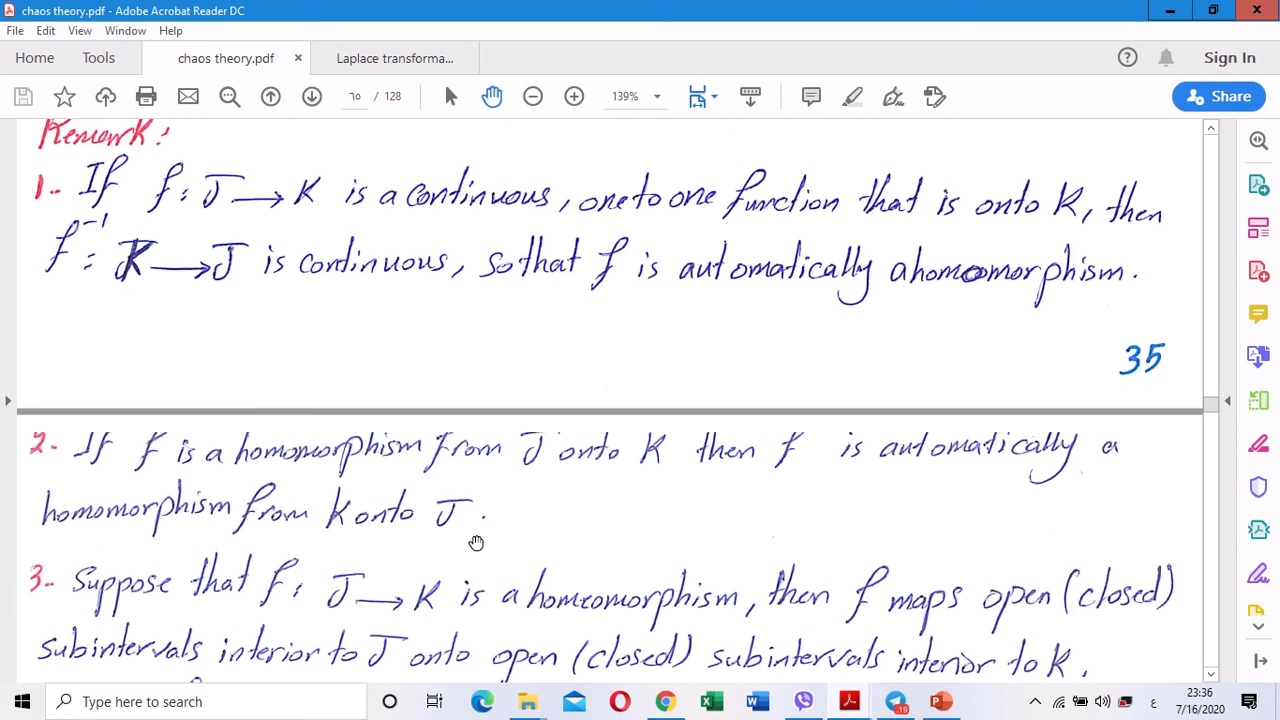 chaos theory.pdf - Adobe Acrobat Reader DC
File Edit View Window Help
Home Tools chaos theory.pdf × Laplace transforma... Sign In
٦٥ / 128 139% Share
Remark:
1- If f: J → K is a continuous, one to one function that is onto K, then
f⁻¹: K → J is continuous, so that f is automatically a homeomorphism.
35
2- If f is a homomorphism from J onto K then f is automatically a
homomorphism from K onto J.
3- Suppose that f: J → K is a homeomorphism, then f maps open (closed)
subintervals interior to J onto open (closed) subintervals interior to K.
Type here to search
.19
ع
23:36
7/16/2020